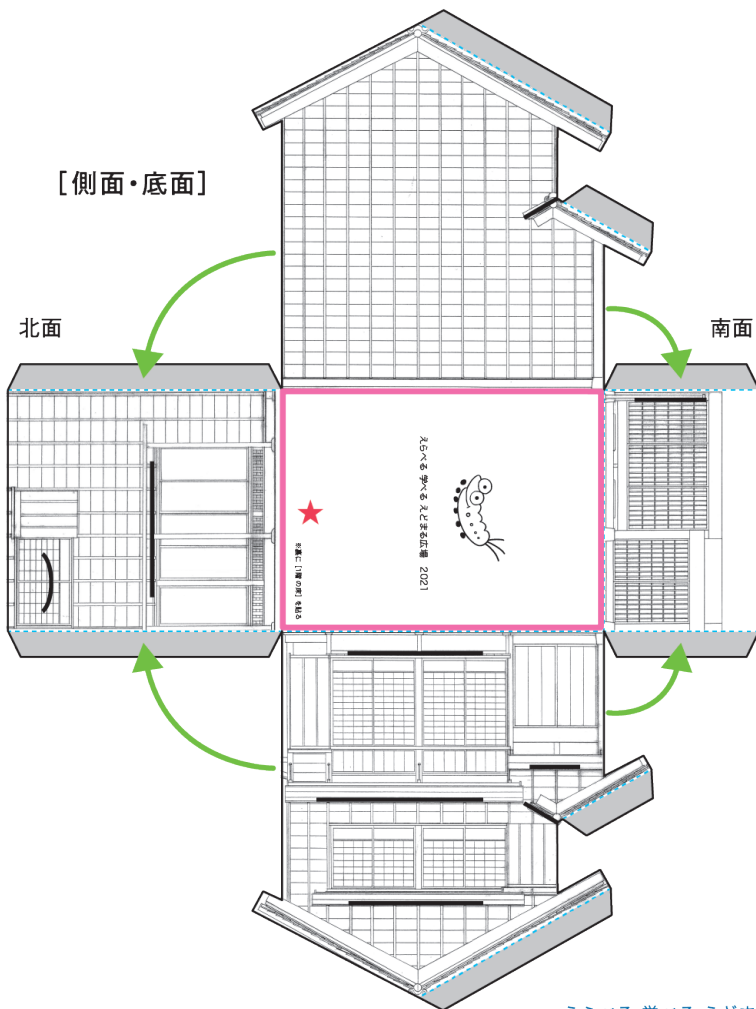 [側面・底面]
北面
南面
えらべる 学べる えどまる広場 2021
※裏に [1階の床] を貼る